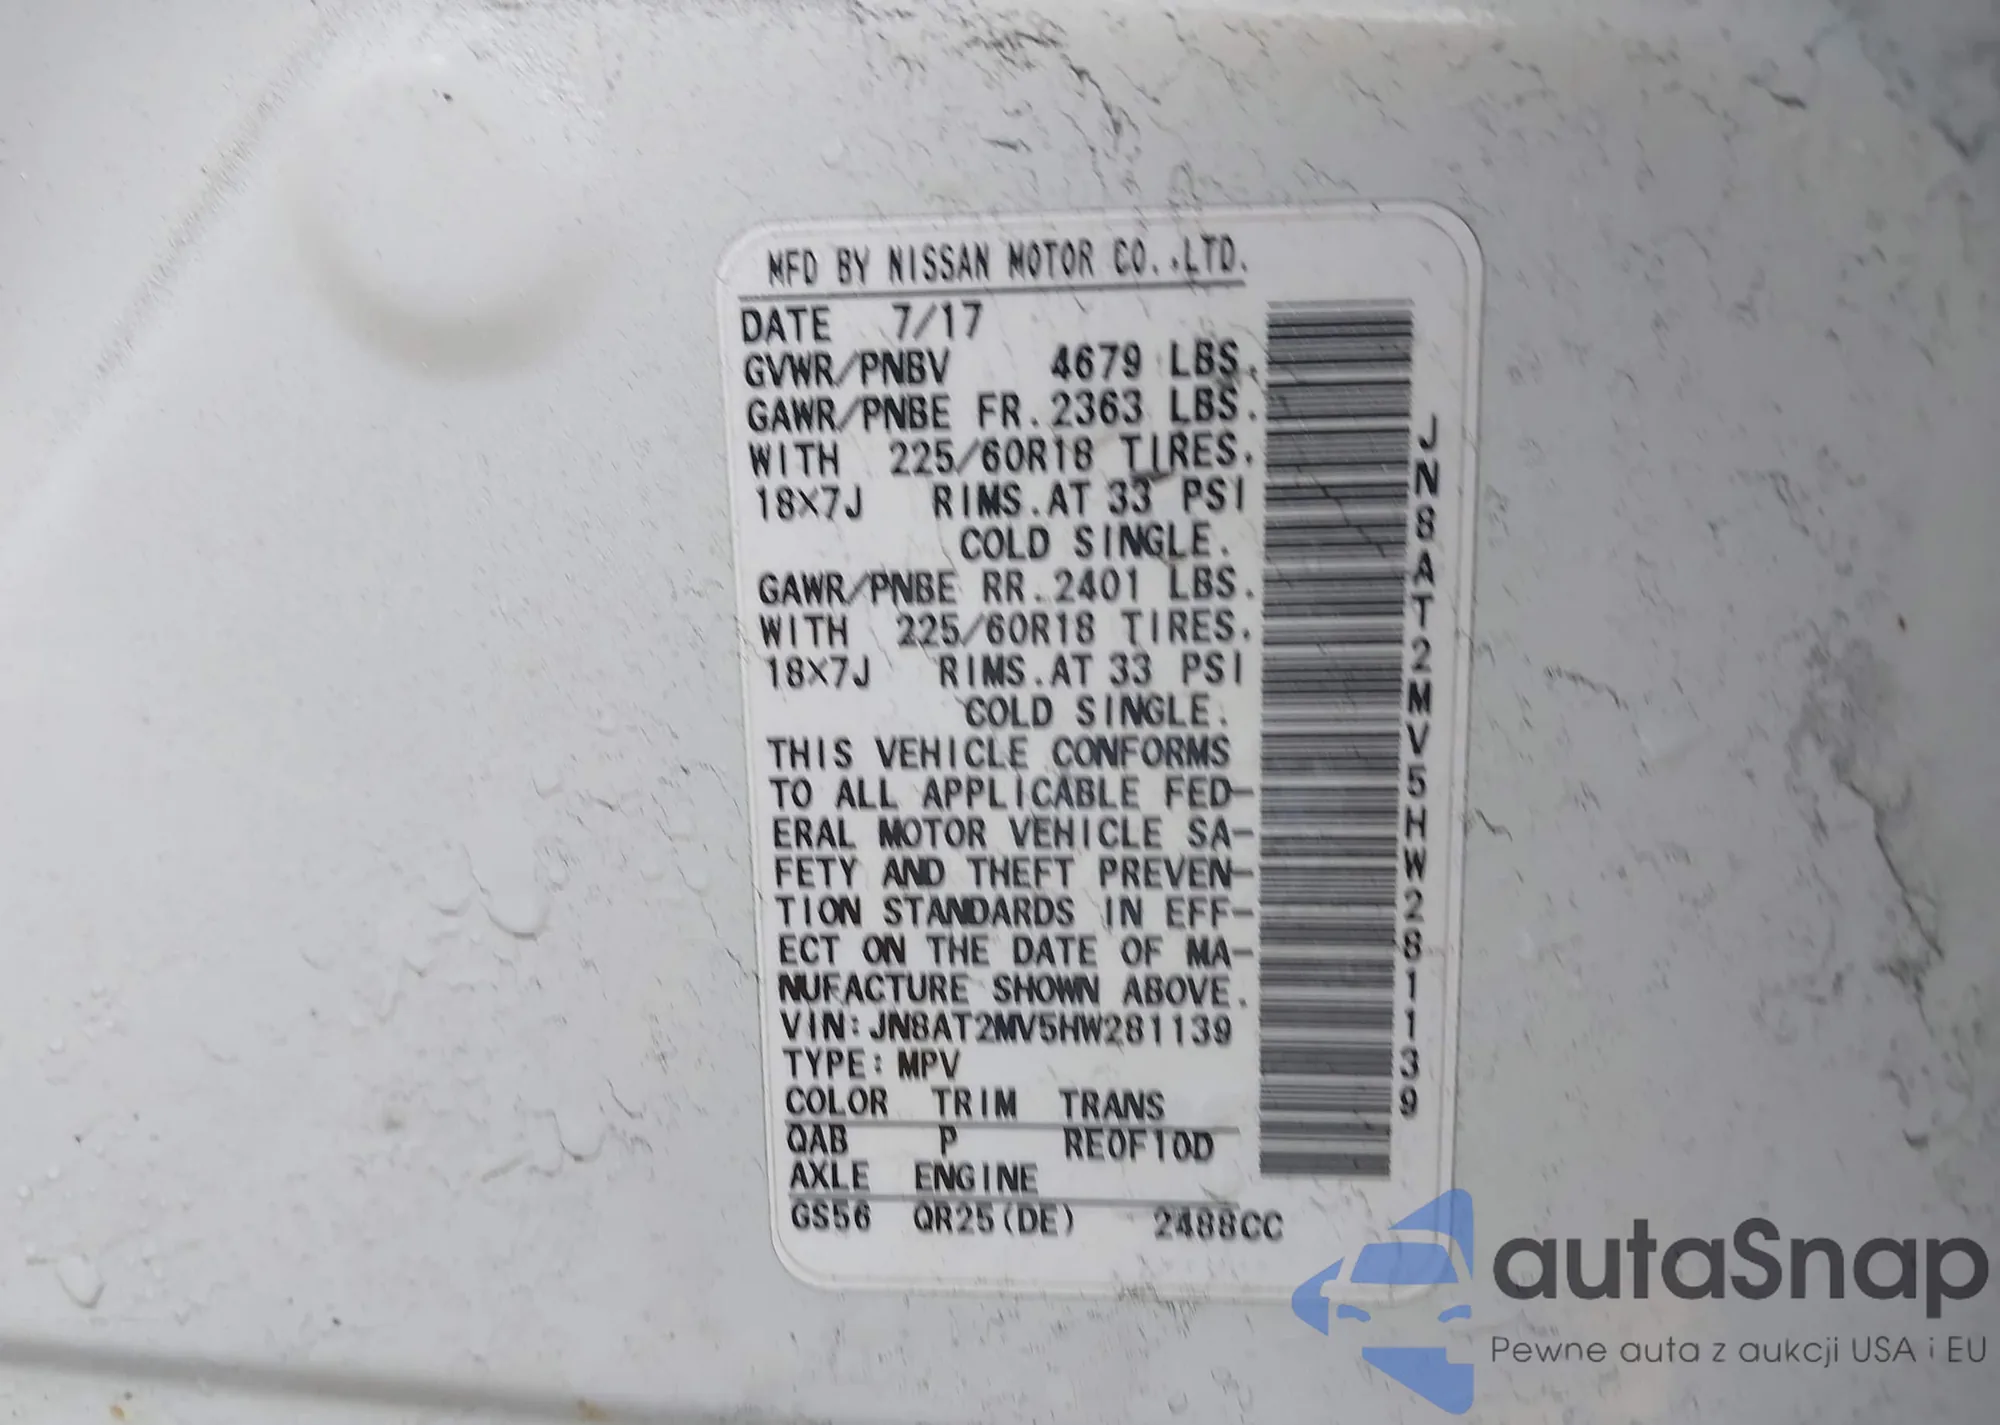 MFD BY NISSAN MOTOR CO.,LTD.
DATE 7/17
GVWR/PNBV 4679 LBS.
GAWR/PNBE FR.2363 LBS.
WITH 225/60R18 TIRES.
18X7J RIMS.AT 33 PSI
COLD SINGLE.
GAWR/PNBE RR.2401 LBS.
WITH 225/60R18 TIRES.
18X7J RIMS.AT 33 PSI
COLD SINGLE.
THIS VEHICLE CONFORMS
TO ALL APPLICABLE FED-
ERAL MOTOR VEHICLE SA-
FETY AND THEFT PREVEN-
TION STANDARDS IN EFF-
ECT ON THE DATE OF MA-
NUFACTURE SHOWN ABOVE.
VIN:JN8AT2MV5HW281139
TYPE:MPV
COLOR TRIM TRANS
QAB P RE0F10D
AXLE ENGINE
GS56 QR25(DE) 2488CC
JN8AT2MV5HW281139
autaSnap
Pewne auta z aukcji USA i EU